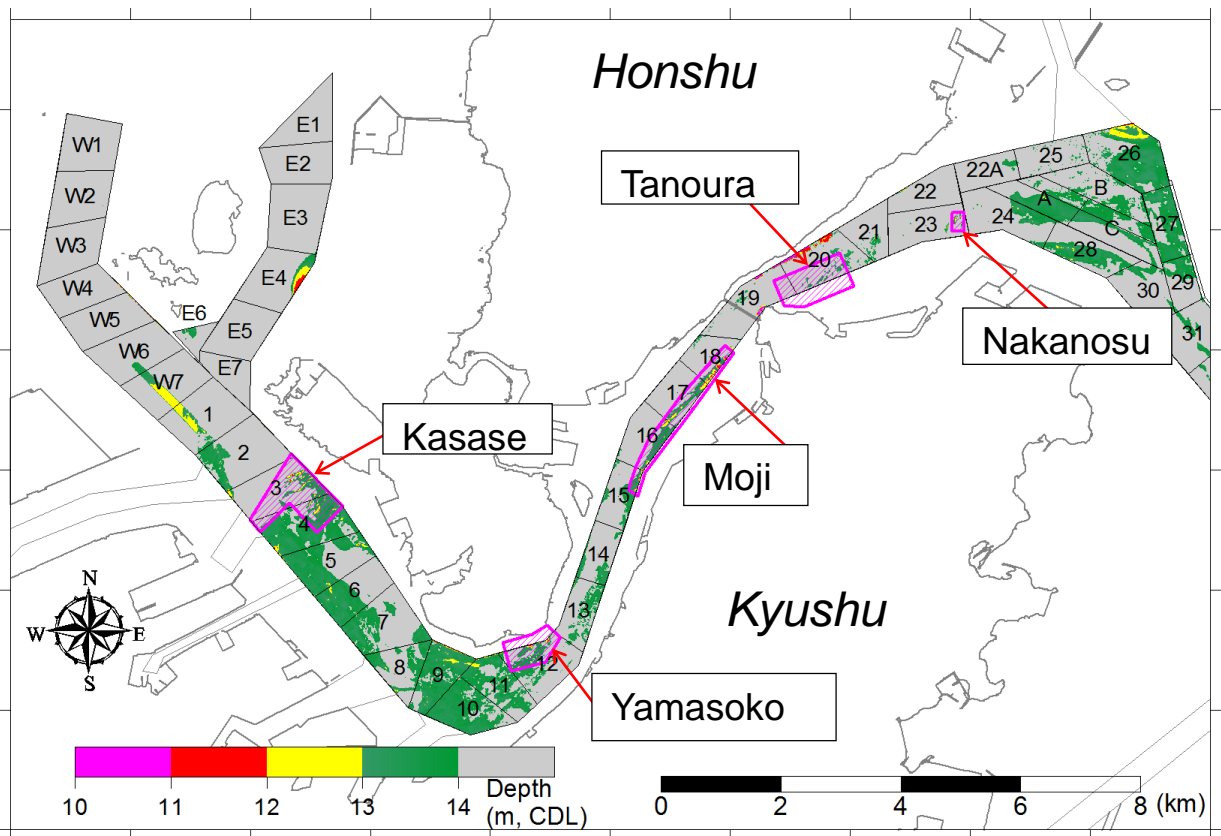 Honshu
E1
W1
26
E2
25
Tanoura
22A
W2
B
22
A
E3
24
27
23
21
C
W3
28
20
E4
29
30
W4
19
E6
W5
E5
31
Nakanosu
W6
18
E7
W7
17
1
Kasase
16
2
Moji
3
15
4
14
5
6
Kyushu
13
7
N
W E
S
12
8
9
11
Yamasoko
10
10 11 12 13 14
Depth
(m, CDL)
0 2 4 6 8 (km)